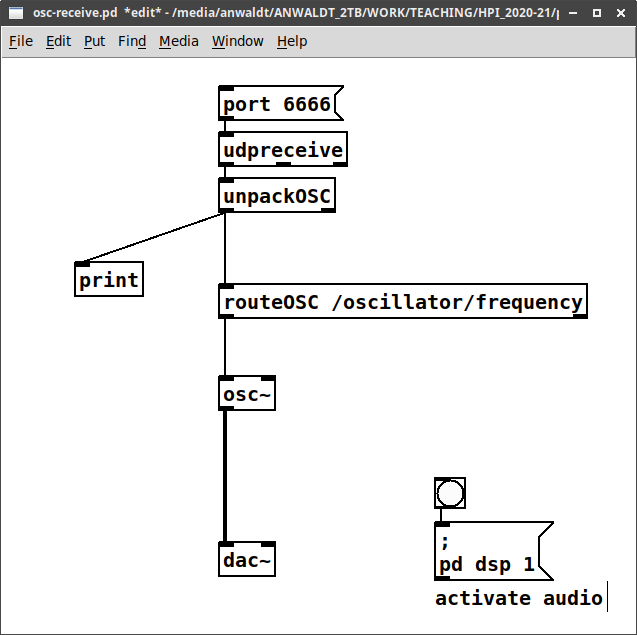 osc-receive.pd *edit* - /media/anwaldt/ANWALDT_2TB/WORK/TEACHING/HPI_2020-21/
File Edit Put Find Media Window Help
port 6666
udpreceive
unpackOSC
print
routeOSC /oscillator/frequency
osc~
;
pd dsp 1
dac~
activate audio